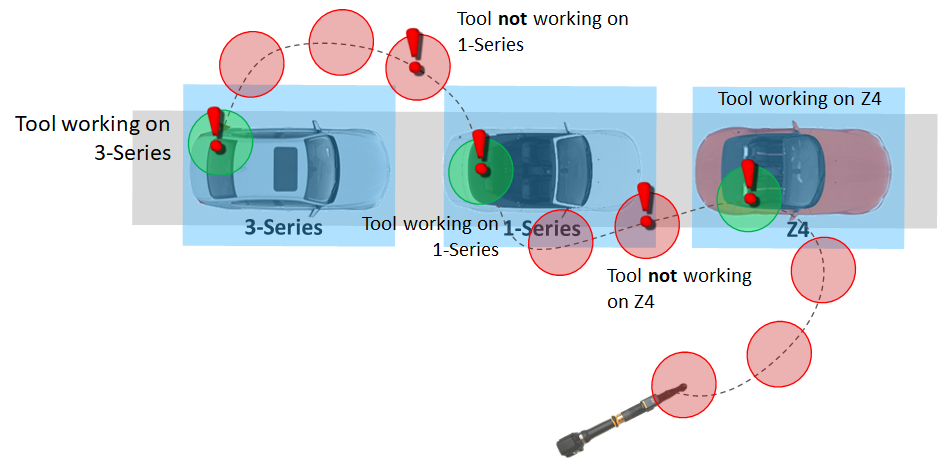 Tool not working on
1-Series
Tool working on Z4
Tool working on
3-Series
3-Series
Tool working on
1-Series
1-Series
Z4
Tool not working
on Z4